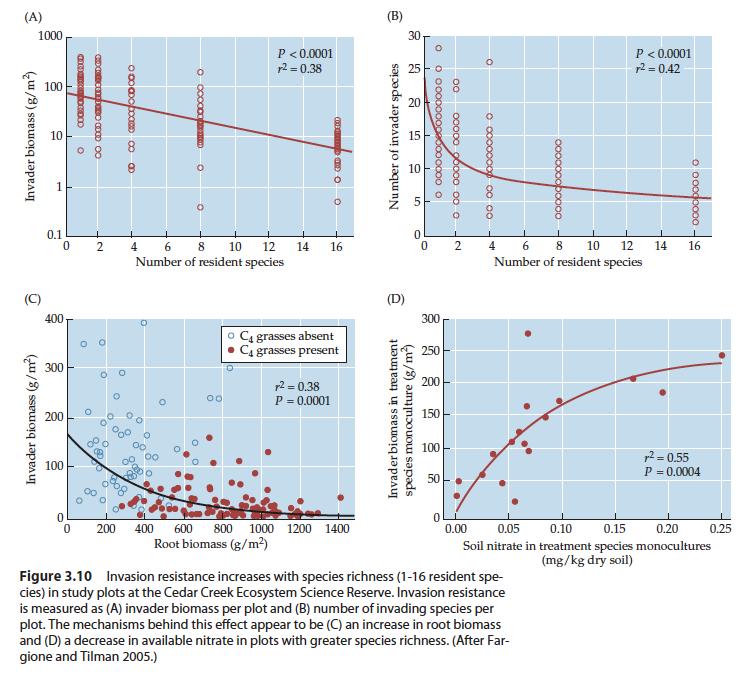 (A)
1000
100
10
1
0.1
Invader biomass (g/m²)
P < 0.0001
r² = 0.38
0 2 4 6 8 10 12 14 16
Number of resident species
(B)
30
25
20
15
10
5
0
Number of invader species
P < 0.0001
r² = 0.42
0 2 4 6 8 10 12 14 16
Number of resident species
(C)
400
300
200
100
0
Invader biomass (g/m²)
C₄ grasses absent
C₄ grasses present
r² = 0.38
P = 0.0001
0 200 400 600 800 1000 1200 1400
Root biomass (g/m²)
(D)
300
250
200
150
100
50
0
Invader biomass in treatment
species monoculture (g/m²)
r² = 0.55
P = 0.0004
0.00 0.05 0.10 0.15 0.20 0.25
Soil nitrate in treatment species monocultures
(mg/kg dry soil)
Figure 3.10 Invasion resistance increases with species richness (1-16 resident spe-
cies) in study plots at the Cedar Creek Ecosystem Science Reserve. Invasion resistance
is measured as (A) invader biomass per plot and (B) number of invading species per
plot. The mechanisms behind this effect appear to be (C) an increase in root biomass
and (D) a decrease in available nitrate in plots with greater species richness. (After Far-
gione and Tilman 2005.)